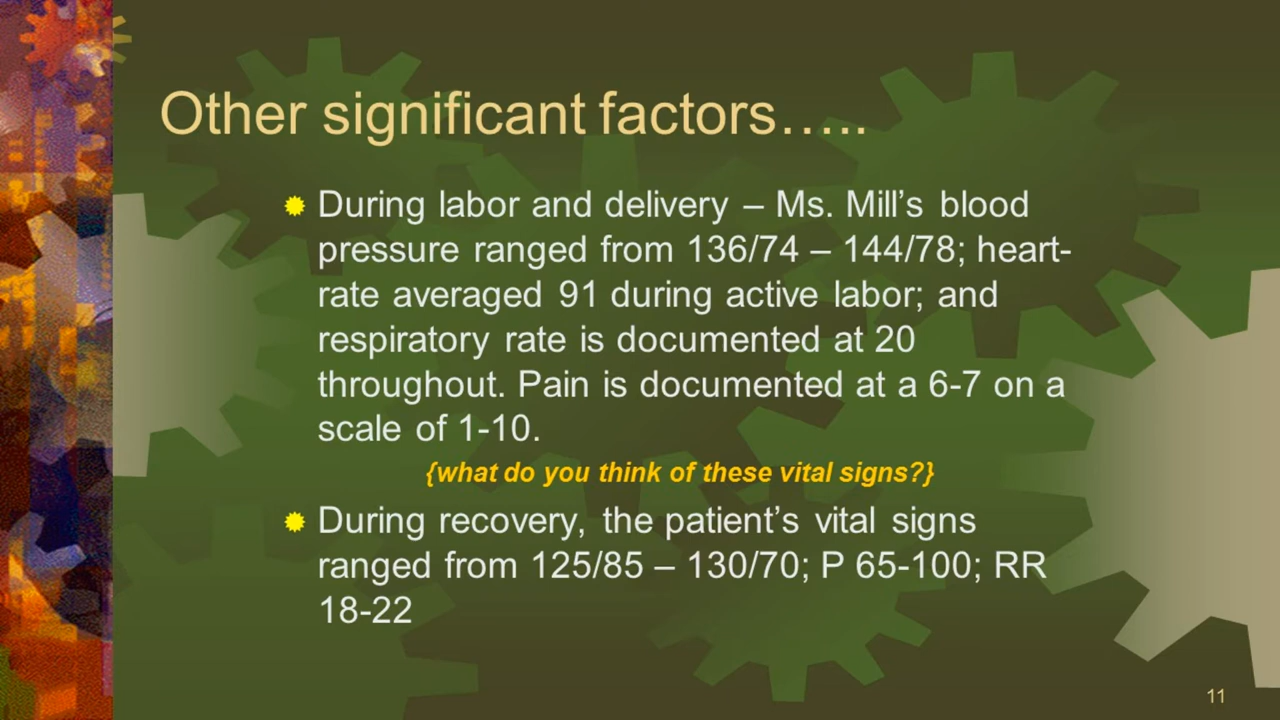 Other significant factors…..
During labor and delivery – Ms. Mill’s blood
pressure ranged from 136/74 – 144/78; heart-
rate averaged 91 during active labor; and
respiratory rate is documented at 20
throughout. Pain is documented at a 6-7 on a
scale of 1-10.
{what do you think of these vital signs?}
During recovery, the patient’s vital signs
ranged from 125/85 – 130/70; P 65-100; RR
18-22
11